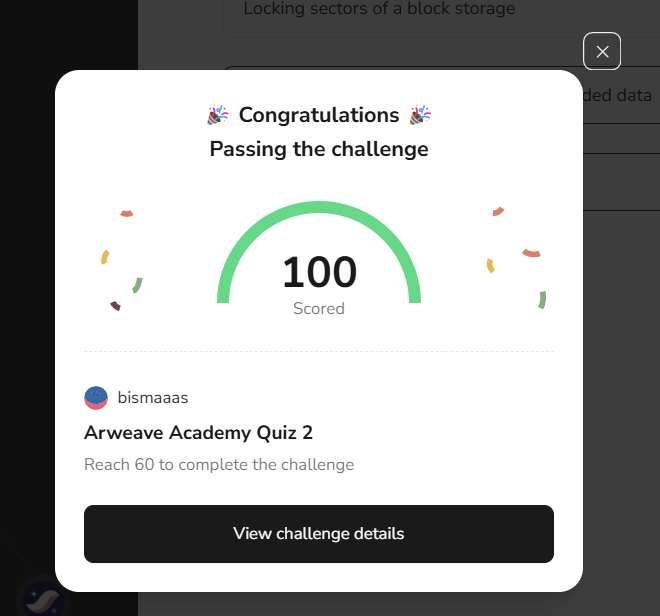 Locking sectors of a block storage
ded data
Congratulations
Passing the challenge
100
Scored
bismaaas
Arweave Academy Quiz 2
Reach 60 to complete the challenge
View challenge details